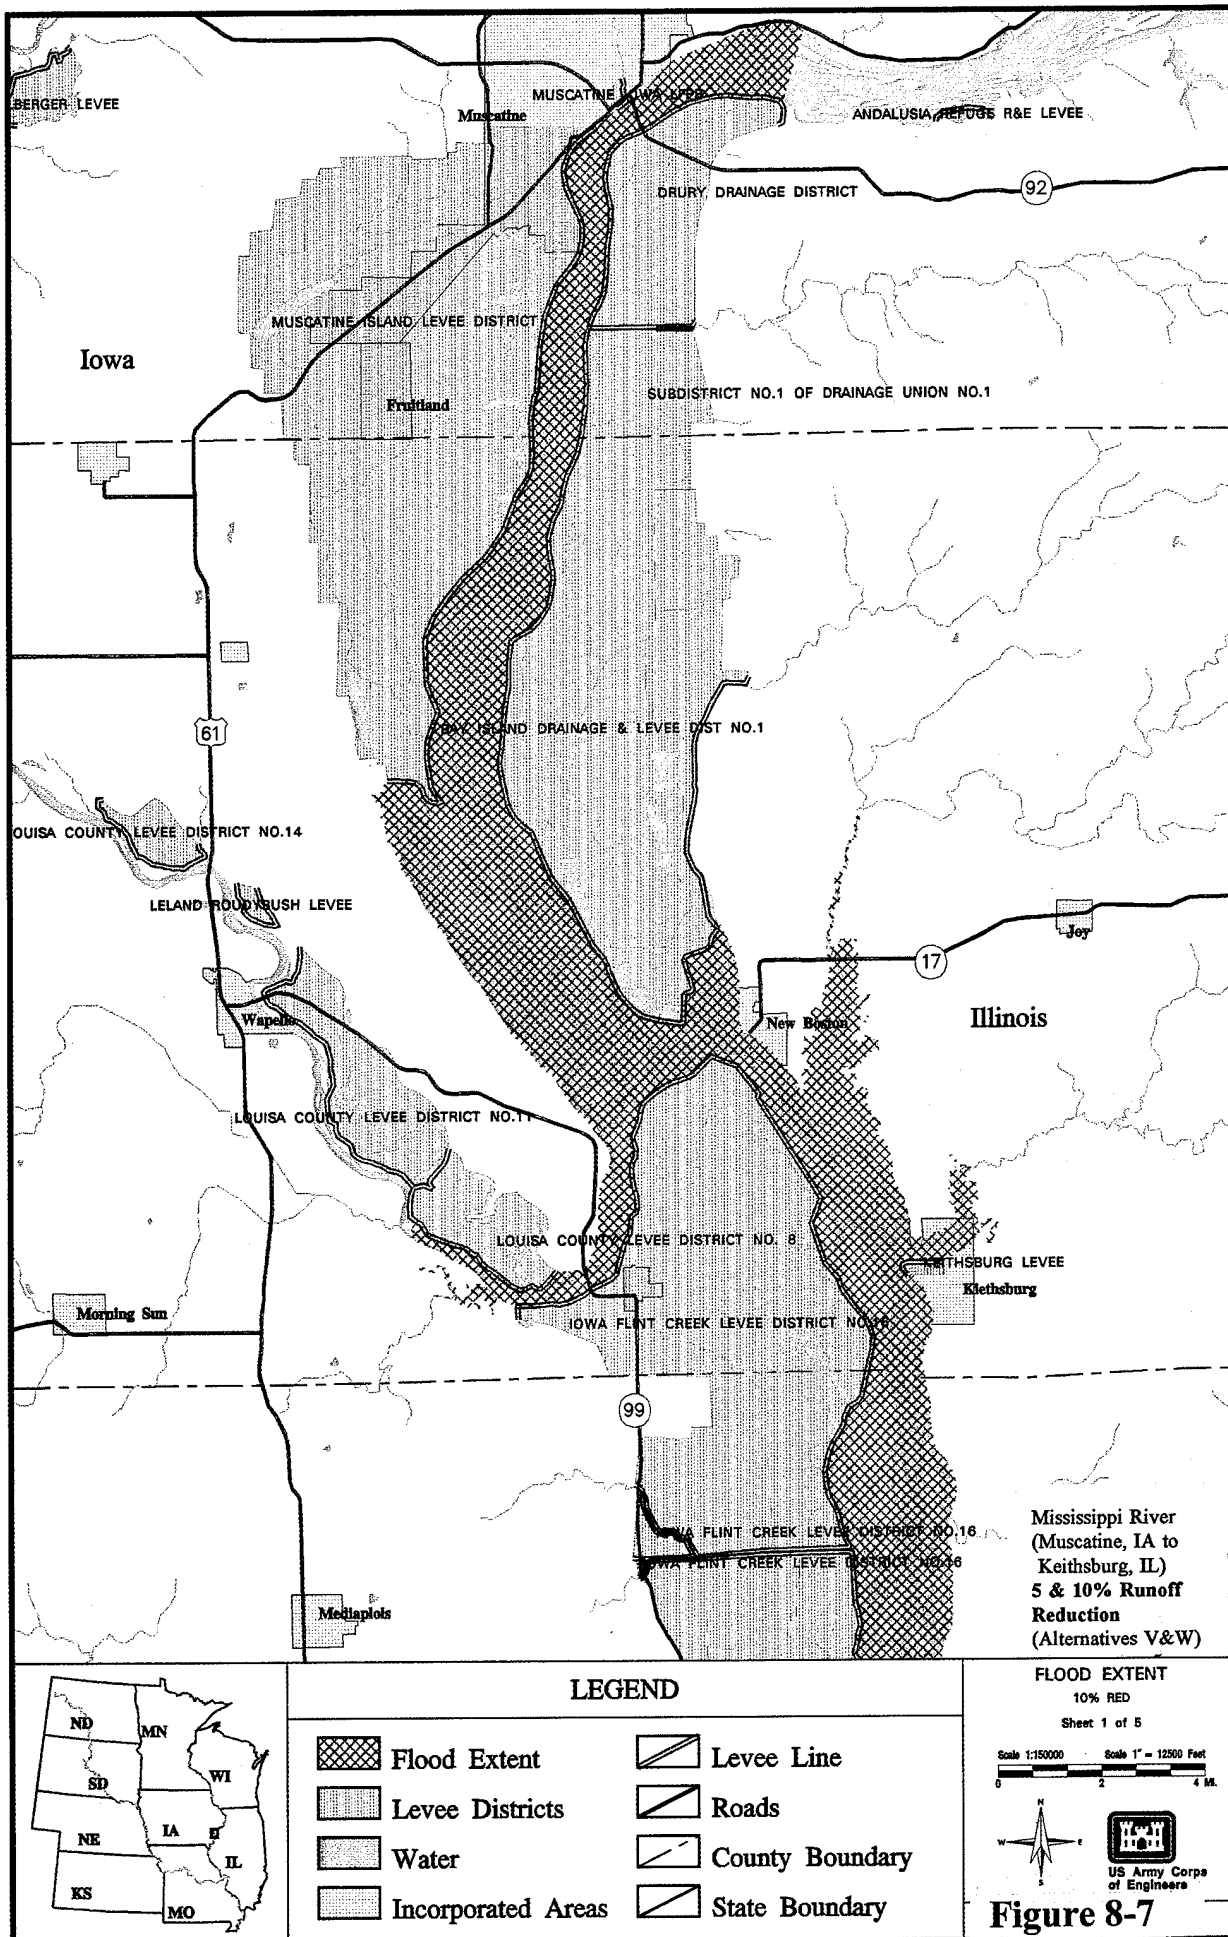 BERGER LEVEE
Muscatine
MUSCATINE
ANDALUSIA REFUGE R&E LEVEE
DRURY DRAINAGE DISTRICT
92
MUSCATINE ISLAND LEVEE DISTRICT
Iowa
SUBDISTRICT NO.1 OF DRAINAGE UNION NO.1
Fruitland
61
BAY ISLAND DRAINAGE & LEVEE DIST NO.1
OUISA COUNTY LEVEE DISTRICT NO.14
LELAND ROUDYBUSH LEVEE
Joy
17
Wapello
New Boston
Illinois
LOUISA COUNTY LEVEE DISTRICT NO.11
LOUISA COUNTY LEVEE DISTRICT NO. 8
KEITHSBURG LEVEE
Kiethsburg
Morning Sun
IOWA FLINT CREEK LEVEE DISTRICT NO.16
99
IOWA FLINT CREEK LEVEE DISTRICT NO.16
IOWA FLINT CREEK LEVEE DISTRICT NO.16
Mediaplois
Mississippi River
(Muscatine, IA to
Keithsburg, IL)
5 & 10% Runoff
Reduction
(Alternatives V&W)
ND
MN
SD
WI
NE
IA
IL
KS
MO
LEGEND
Flood Extent
Levee Line
Levee Districts
Roads
Water
County Boundary
Incorporated Areas
State Boundary
FLOOD EXTENT
10% RED
Sheet 1 of 5
Scale 1:150000 Scale 1" = 12500 Feet
0 2 4 MI.
N
W E
S
US Army Corps
of Engineers
Figure 8-7